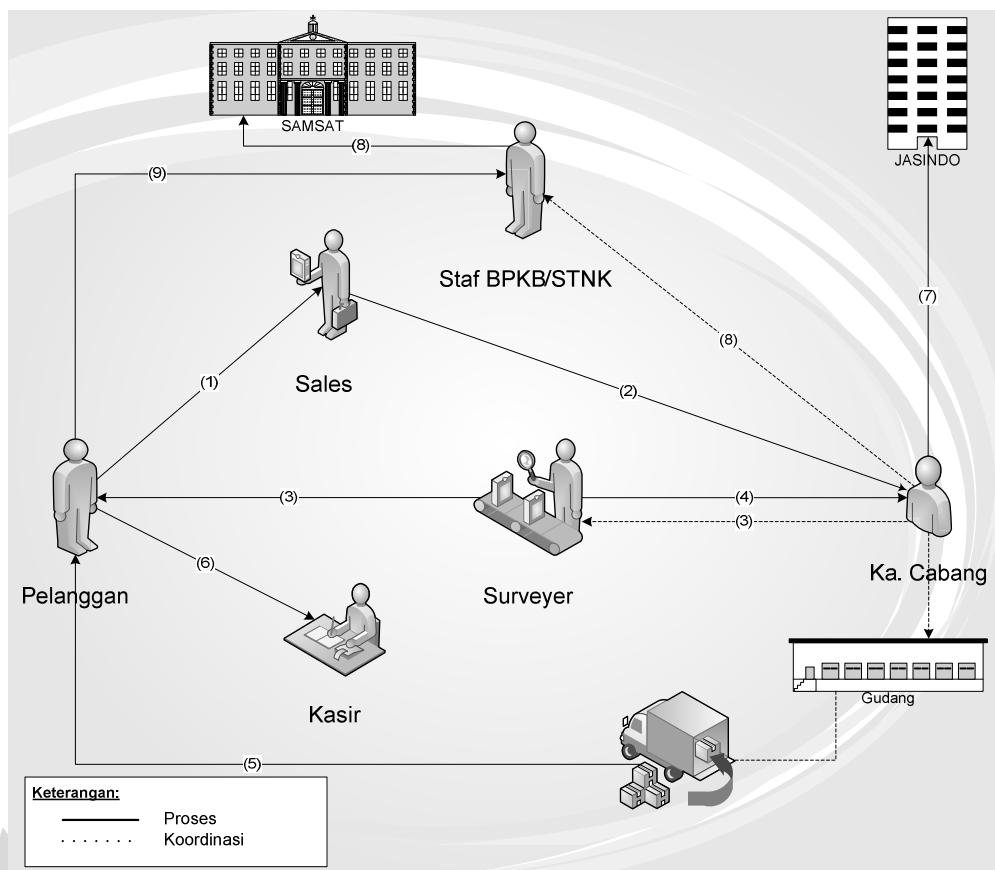 SAMSAT
JASINDO
(8)
(9)
Staf BPKB/STNK
(7)
(8)
(1)
Sales
(2)
(3)
(4)
(3)
(6)
Pelanggan
Surveyer
Ka. Cabang
Gudang
Kasir
(5)
Keterangan:
Proses
Koordinasi